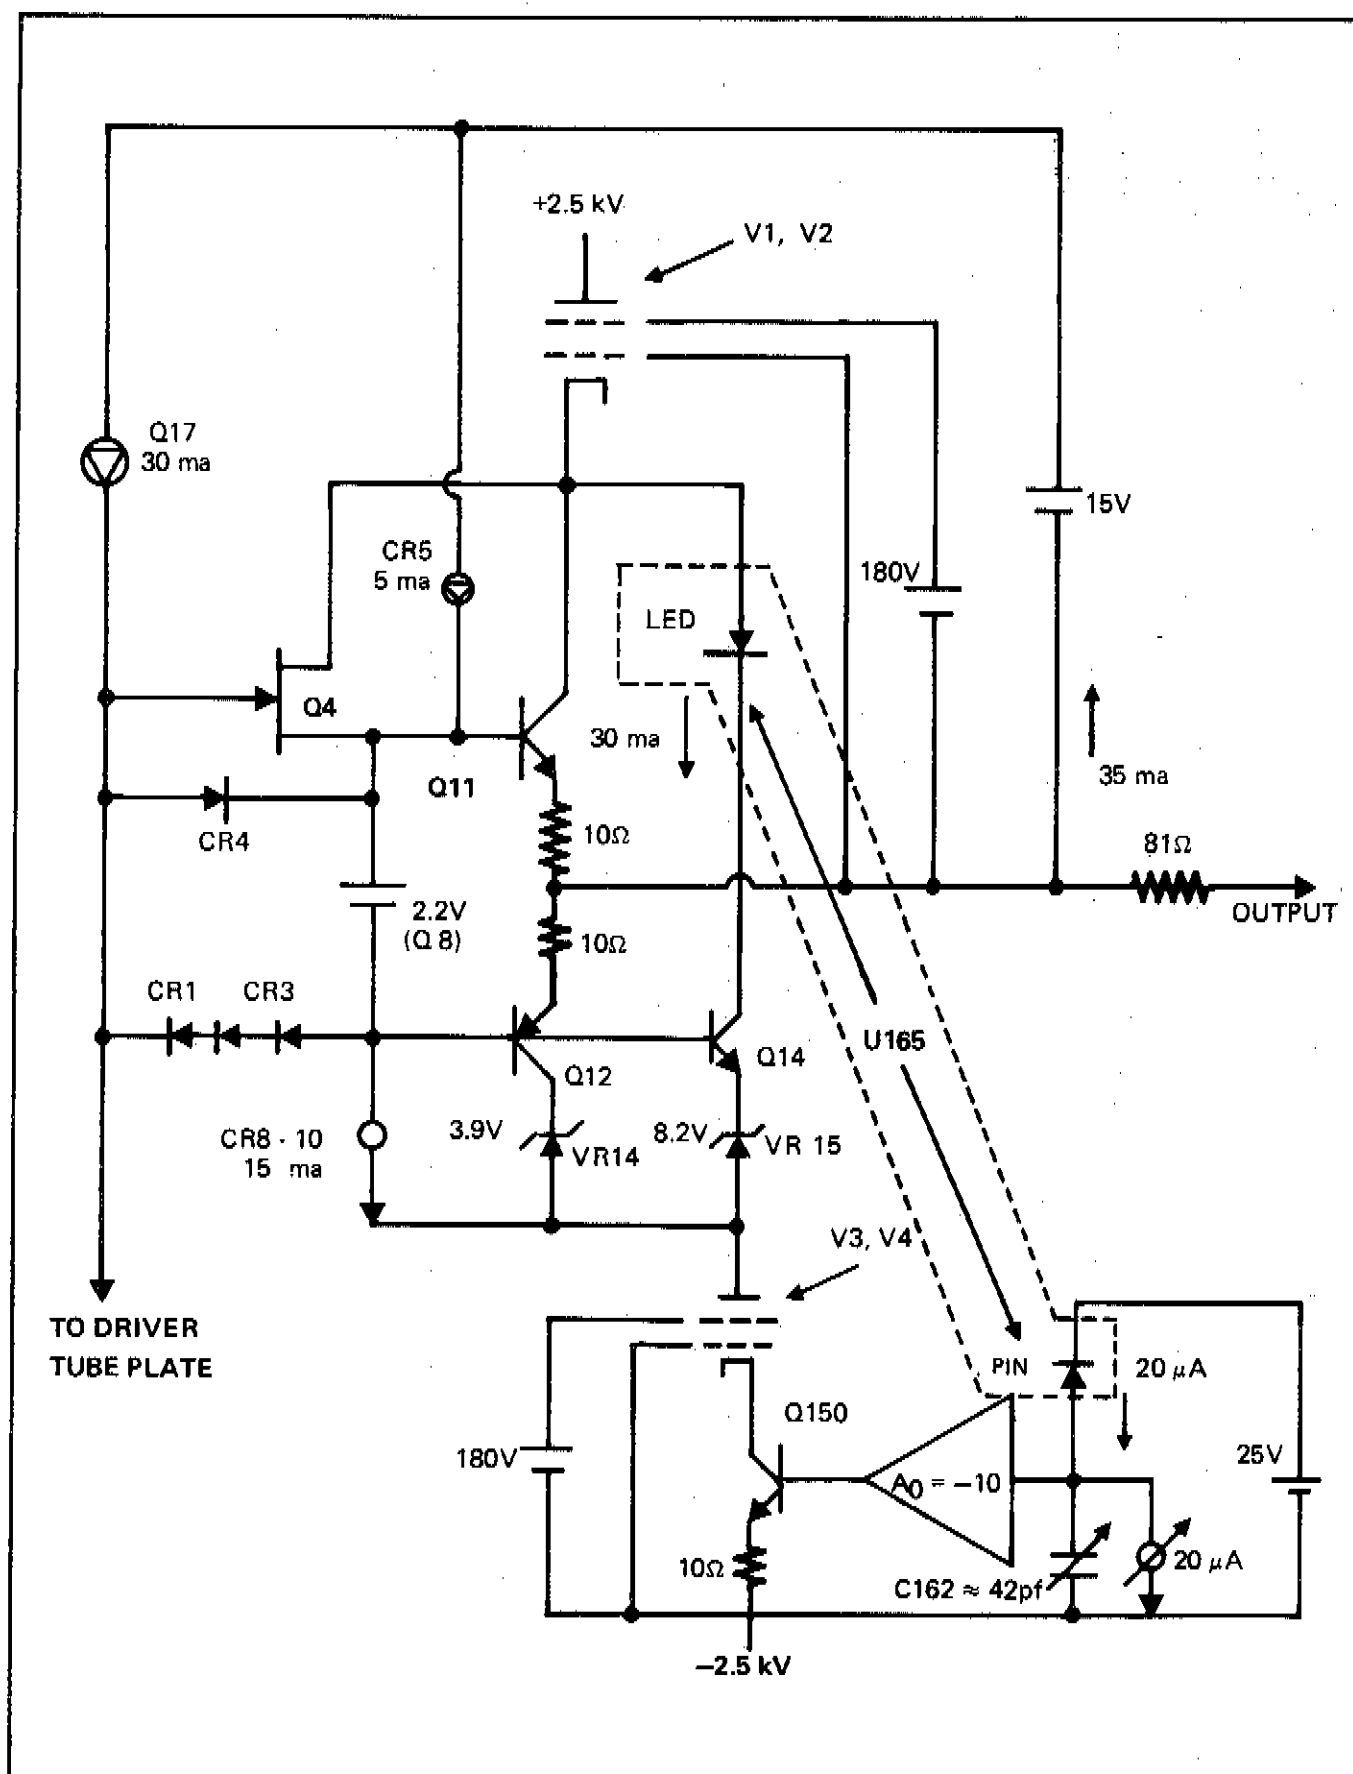 +2.5 kV
V1, V2
Q17
30 ma
15V
CR5
5 ma
180V
LED
Q4
30 ma
Q11
35 ma
CR4
10Ω
81Ω
2.2V
(Q8)
OUTPUT
10Ω
CR1 CR3
U165
Q14
Q12
CR8 - 10
15 ma
3.9V
VR14
8.2V
VR 15
V3, V4
TO DRIVER
TUBE PLATE
PIN
20 μA
Q150
180V
A0 = −10
25V
10Ω
C162 ≈ 42pf
20 μA
−2.5 kV